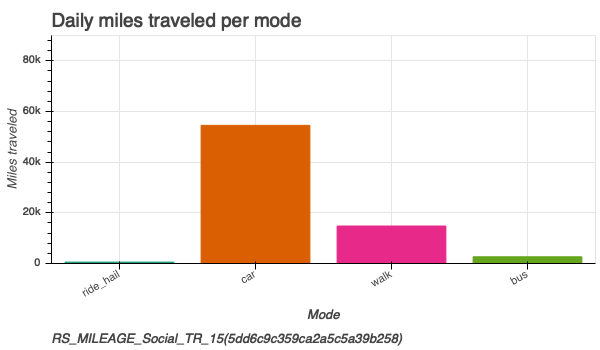 Daily miles traveled per mode
Miles traveled
80k
60k
40k
20k
0
ride_hail
car
walk
bus
Mode
RS_MILEAGE_Social_TR_15(5dd6c9c359ca2a5c5a39b258)